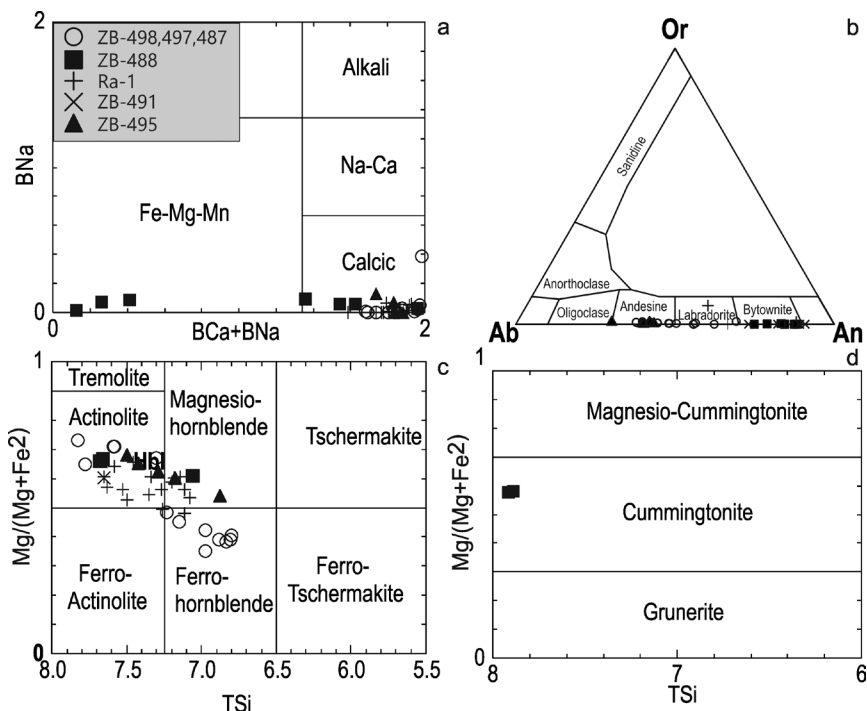 2
a
ZB-498,497,487
ZB-488
Ra-1
ZB-491
ZB-495
Alkali
Na-Ca
Fe-Mg-Mn
Calcic
BNa
0
0
BCa+BNa
2
b
Or
Sanidine
Anorthoclase
Oligoclase
Andesine
Labradorite
Bytownite
Ab
An
1
c
Tremolite
Actinolite
Magnesio-
hornblende
Tschermakite
Hbl
Ferro-
Actinolite
Ferro-
hornblende
Ferro-
Tschermakite
Mg/(Mg+Fe2)
0
8.0
7.5
7.0
6.5
6.0
5.5
TSi
1
d
Magnesio-Cummingtonite
Cummingtonite
Grunerite
Mg/(Mg+Fe2)
0
8
7
6
TSi